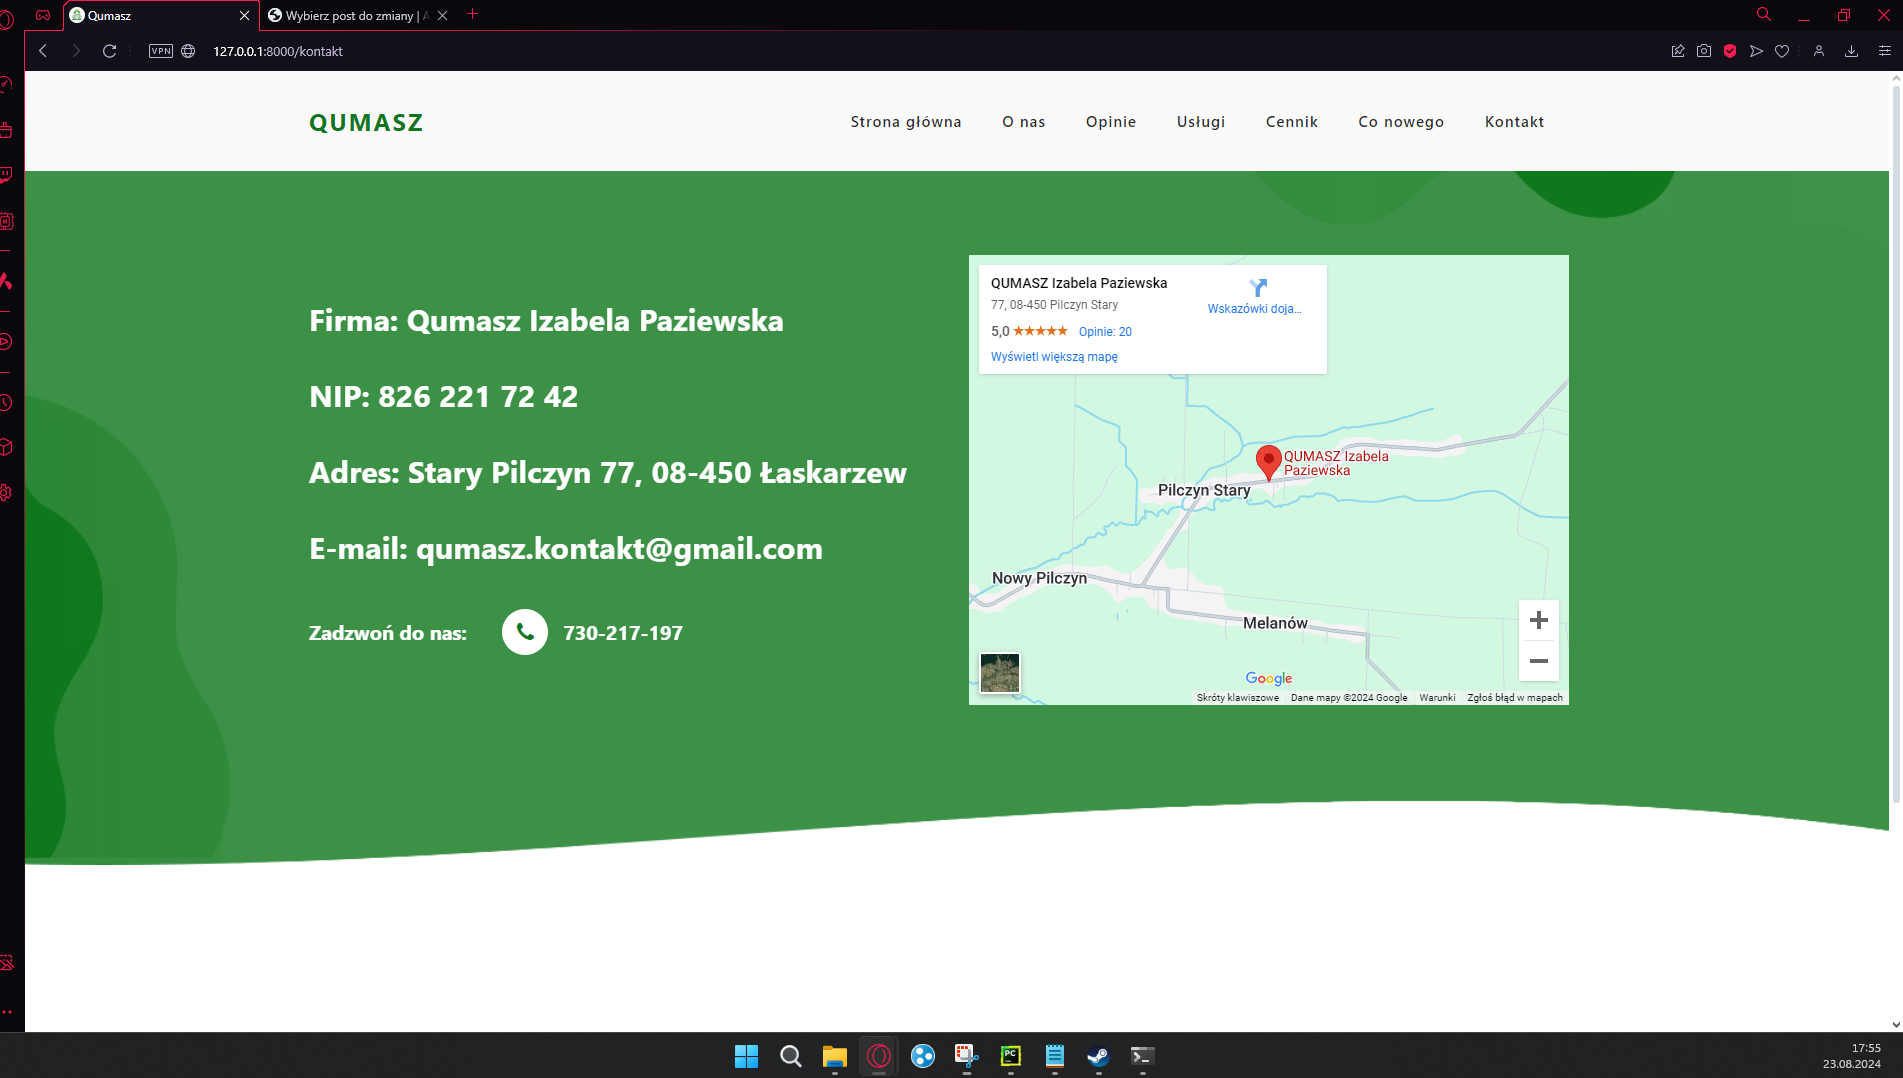 Qumasz
Wybierz post do zmiany | A
VPN
127.0.0.1:8000/kontakt
QUMASZ
Strona główna
O nas
Opinie
Usługi
Cennik
Co nowego
Kontakt
Firma: Qumasz Izabela Paziewska
NIP: 826 221 72 42
Adres: Stary Pilczyn 77, 08-450 Łaskarzew
E-mail: qumasz.kontakt@gmail.com
Zadzwoń do nas:
730-217-197
QUMASZ Izabela Paziewska
77, 08-450 Pilczyn Stary
5,0
Opinie: 20
Wyświetl większą mapę
Wskazówki doja...
QUMASZ Izabela
Paziewska
Pilczyn Stary
Nowy Pilczyn
Melanów
Google
Skróty klawiszowe
Dane mapy ©2024 Google
Warunki
Zgłoś błąd w mapach
PC
17:55
23.08.2024